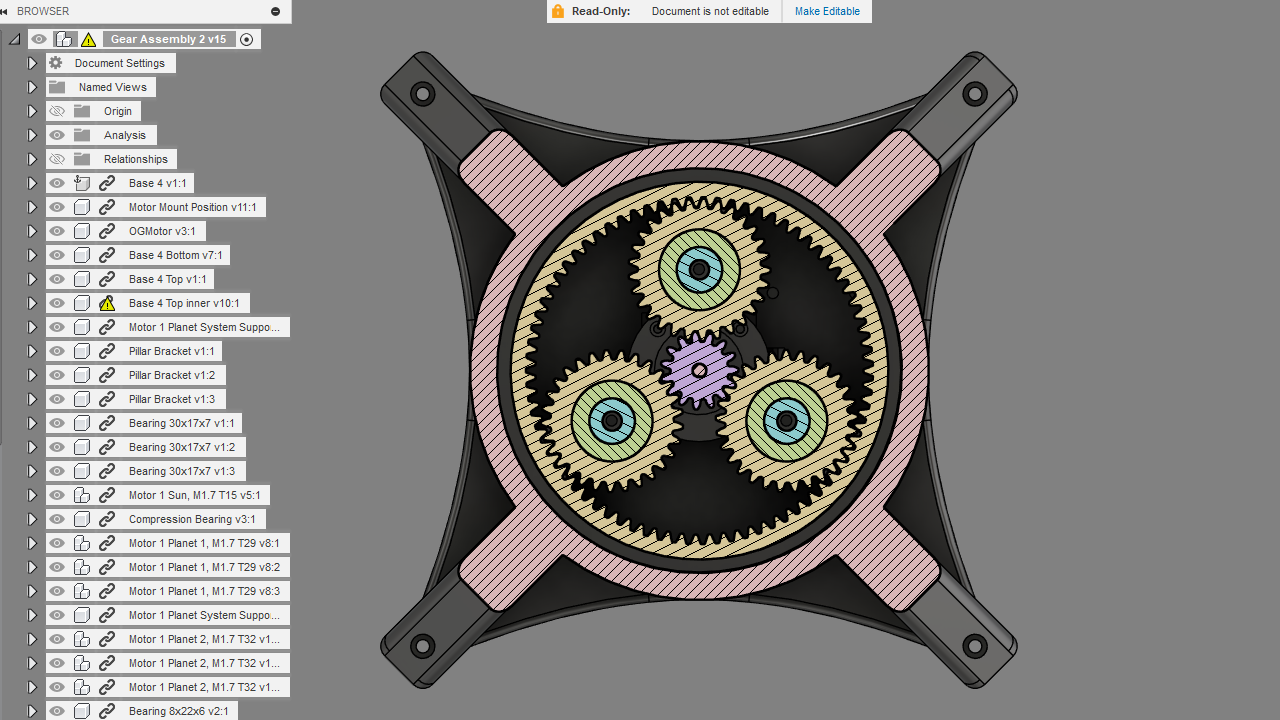 BROWSER
Read-Only: Document is not editable Make Editable
Gear Assembly 2 v15
Document Settings
Named Views
Origin
Analysis
Relationships
Base 4 v1:1
Motor Mount Position v11:1
OGMotor v3:1
Base 4 Bottom v7:1
Base 4 Top v1:1
Base 4 Top inner v10:1
Motor 1 Planet System Suppo...
Pillar Bracket v1:1
Pillar Bracket v1:2
Pillar Bracket v1:3
Bearing 30x17x7 v1:1
Bearing 30x17x7 v1:2
Bearing 30x17x7 v1:3
Motor 1 Sun, M1.7 T15 v5:1
Compression Bearing v3:1
Motor 1 Planet 1, M1.7 T29 v8:1
Motor 1 Planet 1, M1.7 T29 v8:2
Motor 1 Planet 1, M1.7 T29 v8:3
Motor 1 Planet System Suppo...
Motor 1 Planet 2, M1.7 T32 v1...
Motor 1 Planet 2, M1.7 T32 v1...
Motor 1 Planet 2, M1.7 T32 v1...
Bearing 8x22x6 v2:1